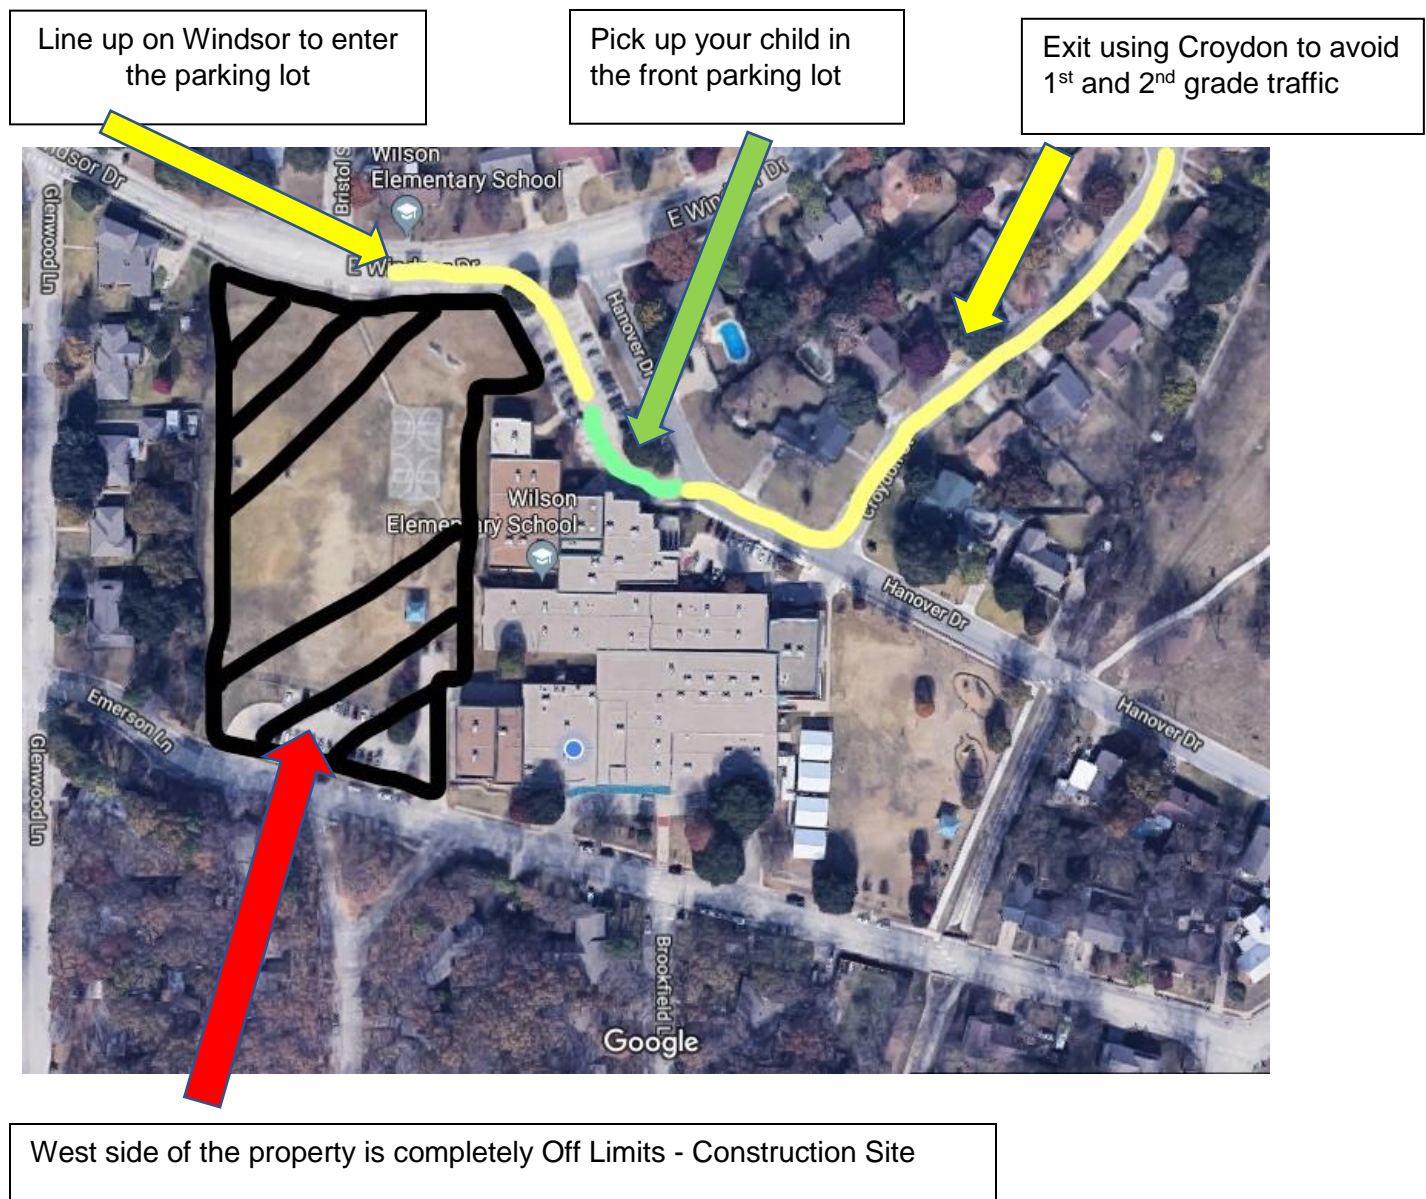 Line up on Windsor to enter
the parking lot
Pick up your child in
the front parking lot
Exit using Croydon to avoid
1st and 2nd grade traffic
Dr
Glenwood Ln
Bristol
Wilson
Elementary School
E Windsor Dr
E Windsor Dr
Hanover Dr
Wilson
Elementary School
Hanover Dr
Hanover Dr
Emerson Ln
Glenwood Ln
Brookfield
Google
West side of the property is completely Off Limits - Construction Site